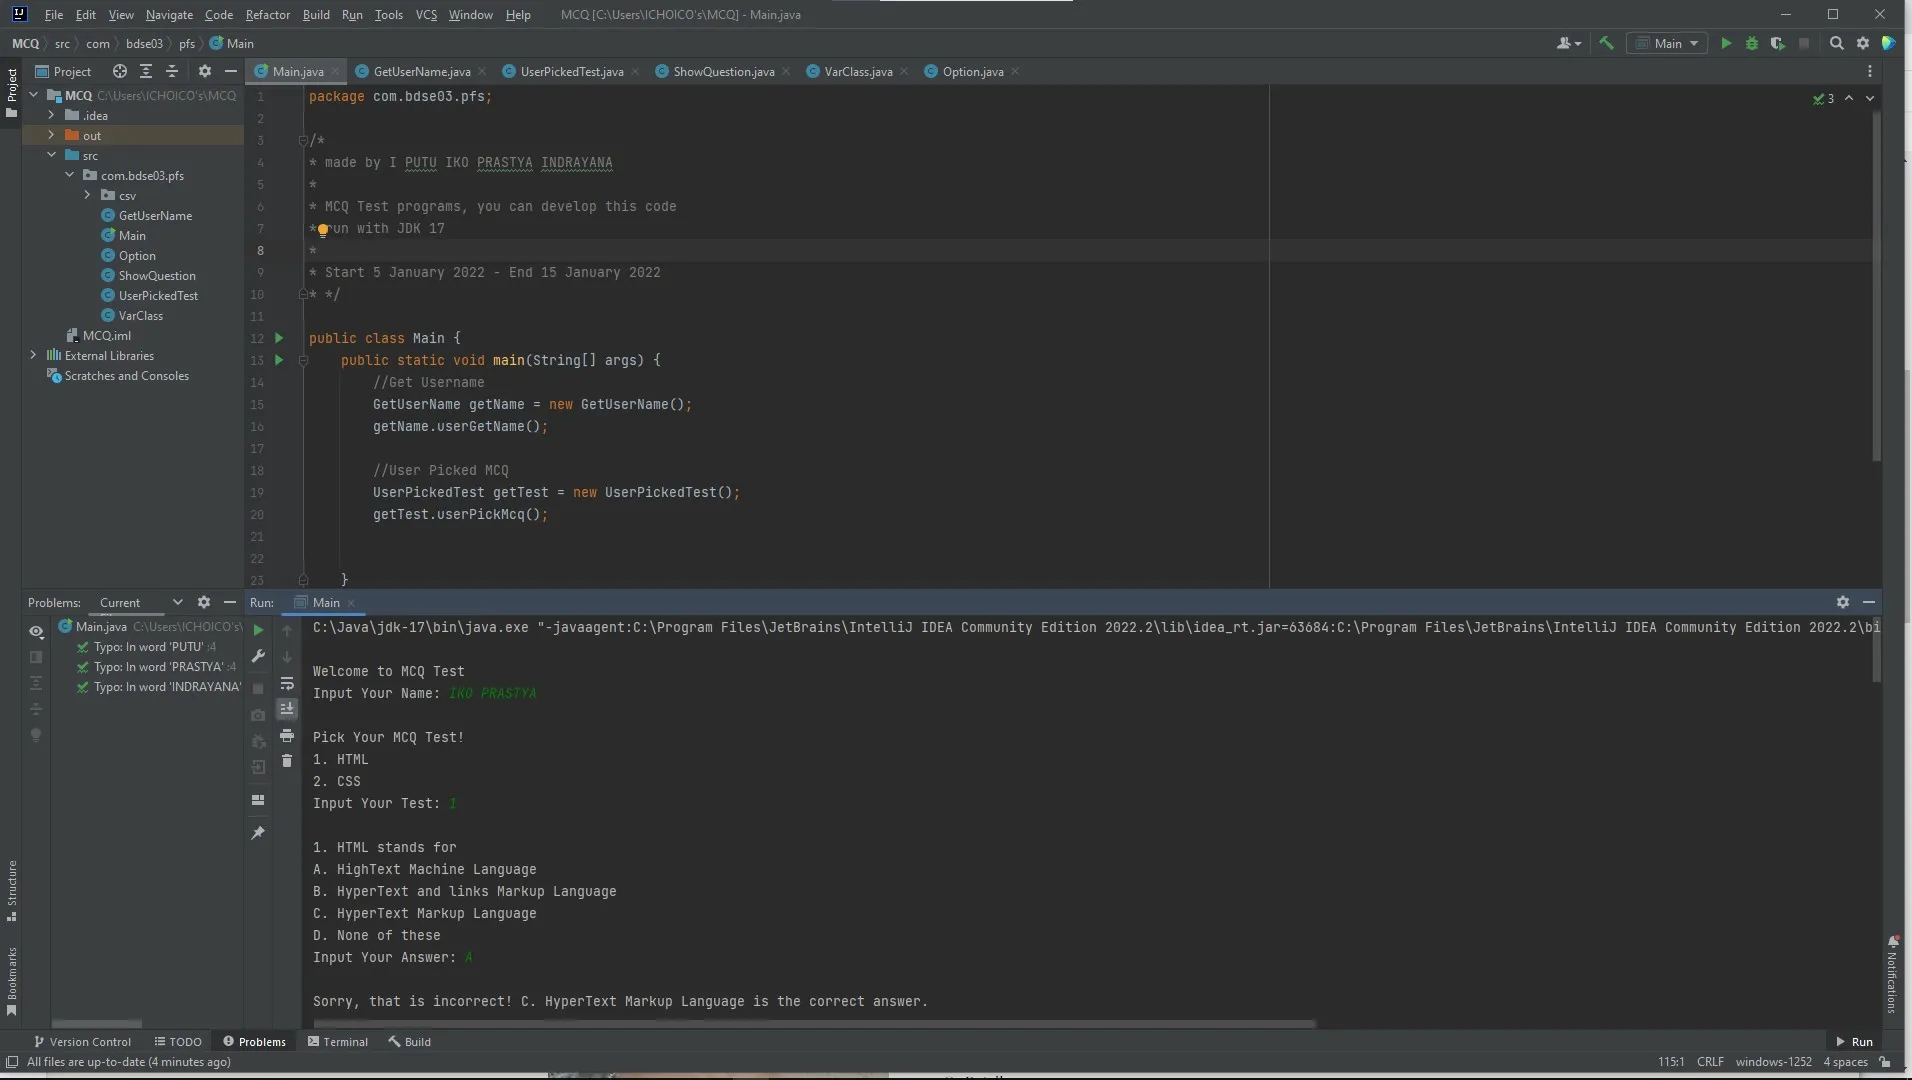 File Edit View Navigate Code Refactor Build Run Tools VCS Window Help MCQ [C:\Users\ICHOICO's\MCQ] - Main.java
MCQ src com bdse03 pfs Main
Main
Project
Main.java GetUserName.java UserPickedTest.java ShowQuestion.java VarClass.java Option.java
Project
MCQ C:\Users\ICHOICO's\MCQ
.idea
out
src
com.bdse03.pfs
csv
GetUserName
Main
Option
ShowQuestion
UserPickedTest
VarClass
MCQ.iml
External Libraries
Scratches and Consoles
3
1 package com.bdse03.pfs;
2
3 /*
4 * made by I PUTU IKO PRASTYA INDRAYANA
5 *
6 * MCQ Test programs, you can develop this code
7 * run with JDK 17
8 *
9 * Start 5 January 2022 - End 15 January 2022
10 * */
11
12 public class Main {
13 public static void main(String[] args) {
14 //Get Username
15 GetUserName getName = new GetUserName();
16 getName.userGetName();
17
18 //User Picked MCQ
19 UserPickedTest getTest = new UserPickedTest();
20 getTest.userPickMcq();
21
22
23 }
Problems: Current
Main.java C:\Users\ICHOICO's\
Typo: In word 'PUTU' :4
Typo: In word 'PRASTYA' :4
Typo: In word 'INDRAYANA'
Run: Main
C:\Java\jdk-17\bin\java.exe "-javaagent:C:\Program Files\JetBrains\IntelliJ IDEA Community Edition 2022.2\lib\idea_rt.jar=63684:C:\Program Files\JetBrains\IntelliJ IDEA Community Edition 2022.2\bi
Welcome to MCQ Test
Input Your Name: IKO PRASTYA
Pick Your MCQ Test!
1. HTML
2. CSS
Input Your Test: 1
1. HTML stands for
A. HighText Machine Language
B. HyperText and links Markup Language
C. HyperText Markup Language
D. None of these
Input Your Answer: A
Sorry, that is incorrect! C. HyperText Markup Language is the correct answer.
Structure
Bookmarks
Notifications
Version Control TODO Problems Terminal Build Run
All files are up-to-date (4 minutes ago) 115:1 CRLF windows-1252 4 spaces